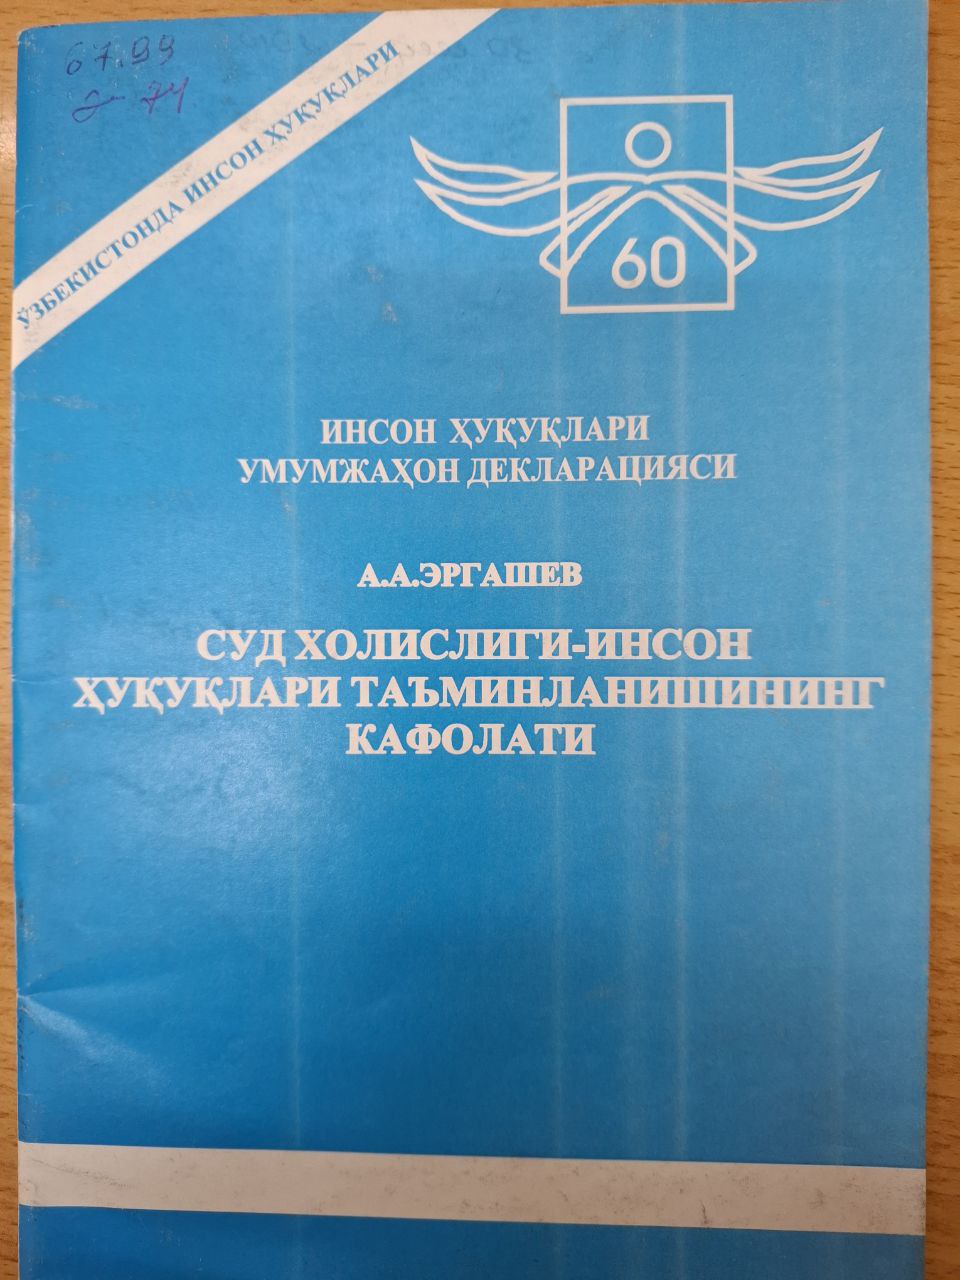 67.99
ЎЗБЕКИСТОНДА ИНСОН ҲУҚУҚЛАРИ
60
ИНСОН ҲУҚУҚЛАРИ
УМУМЖАҲОН ДЕКЛАРАЦИЯСИ
А.А.ЭРГАШЕВ
СУД ХОЛИСЛИГИ-ИНСОН
ҲУҚУҚЛАРИ ТАЪМИНЛАНИШИНИНГ
КАФОЛАТИ